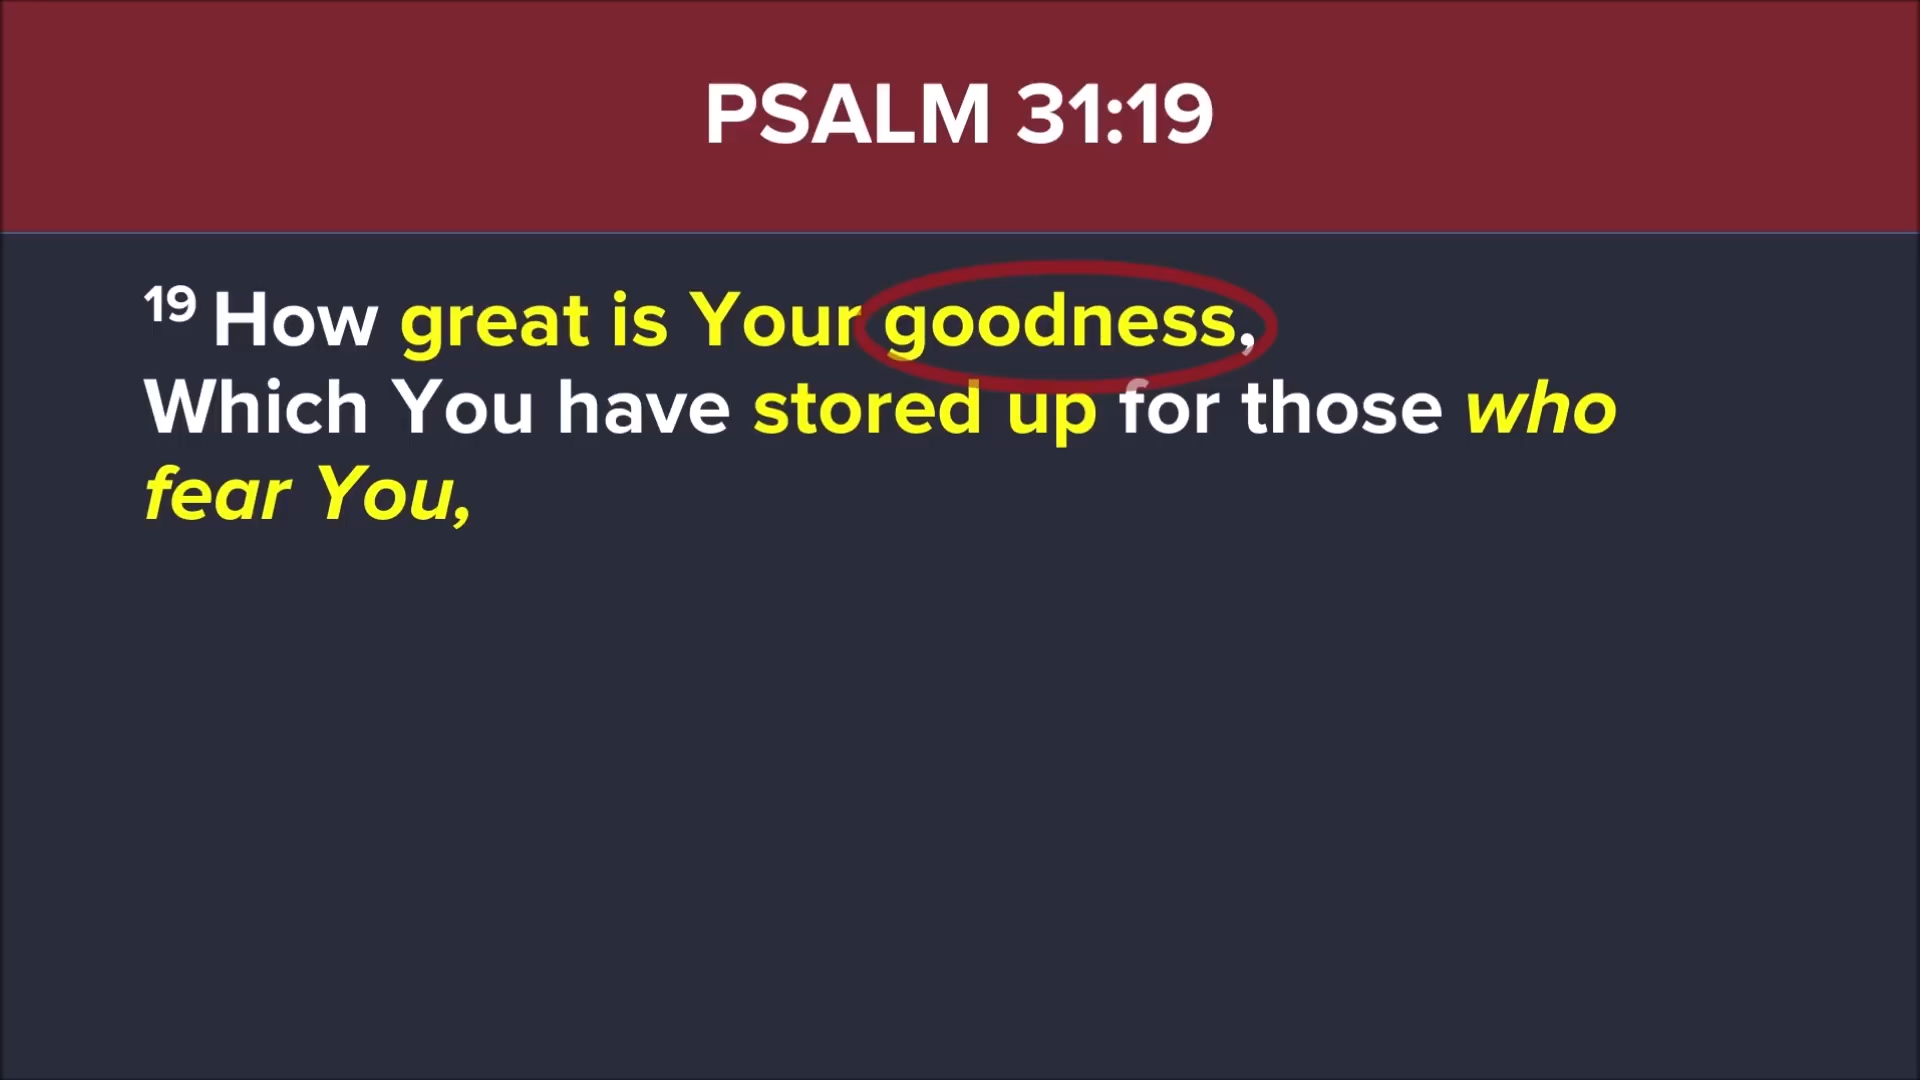 PSALM 31:19
19 How great is Your goodness,
Which You have stored up for those who
fear You,